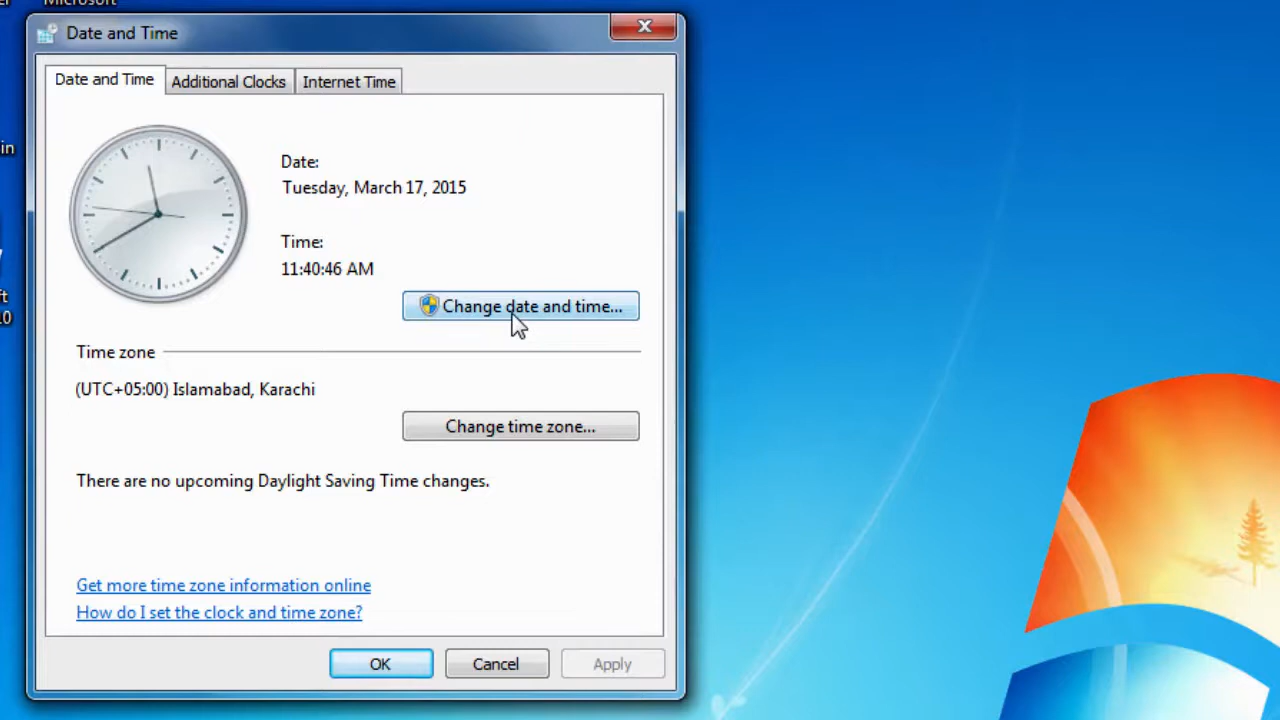 Microsoft
Date and Time
Date and Time
Additional Clocks
Internet Time
in
Date:
Tuesday, March 17, 2015
Time:
11:40:46 AM
Change date and time...
Time zone
(UTC+05:00) Islamabad, Karachi
Change time zone...
There are no upcoming Daylight Saving Time changes.
Get more time zone information online
How do I set the clock and time zone?
OK
Cancel
Apply